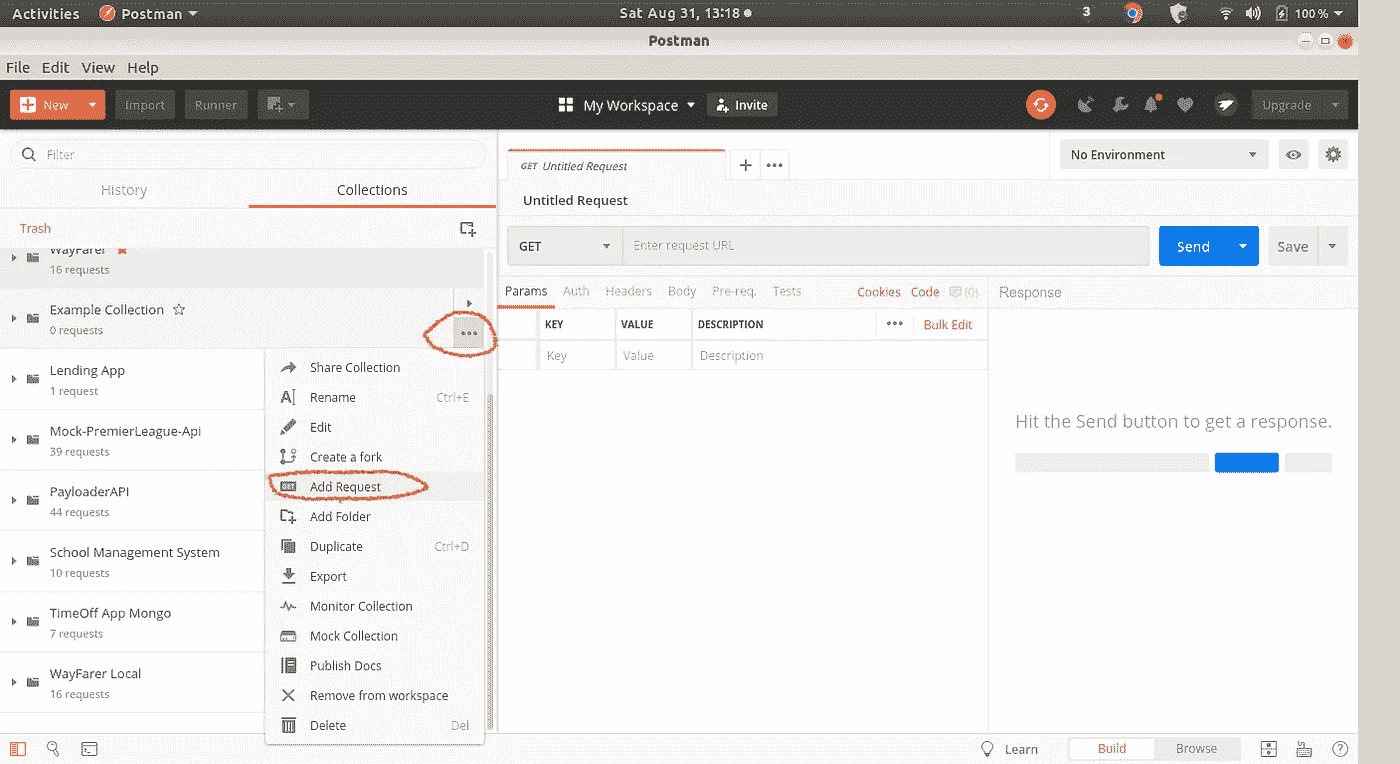 Activities Postman Sat Aug 31, 13:18 3 100 %
Postman
File Edit View Help
New Import Runner My Workspace Invite Upgrade
Filter
History Collections
Trash
WayFarer
16 requests
Example Collection
0 requests
Lending App
1 request
Mock-PremierLeague-Api
39 requests
PayloaderAPI
44 requests
School Management System
10 requests
TimeOff App Mongo
7 requests
WayFarer Local
16 requests
Share Collection
Rename Ctrl+E
Edit
Create a fork
GET Add Request
Add Folder
Duplicate Ctrl+D
Export
Monitor Collection
Mock Collection
Publish Docs
Remove from workspace
Delete Del
GET Untitled Request
No Environment
Untitled Request
GET Enter request URL Send Save
Params Auth Headers Body Pre-req. Tests Cookies Code (0) Response
KEY VALUE DESCRIPTION Bulk Edit
Key Value Description
Hit the Send button to get a response.
Learn Build Browse